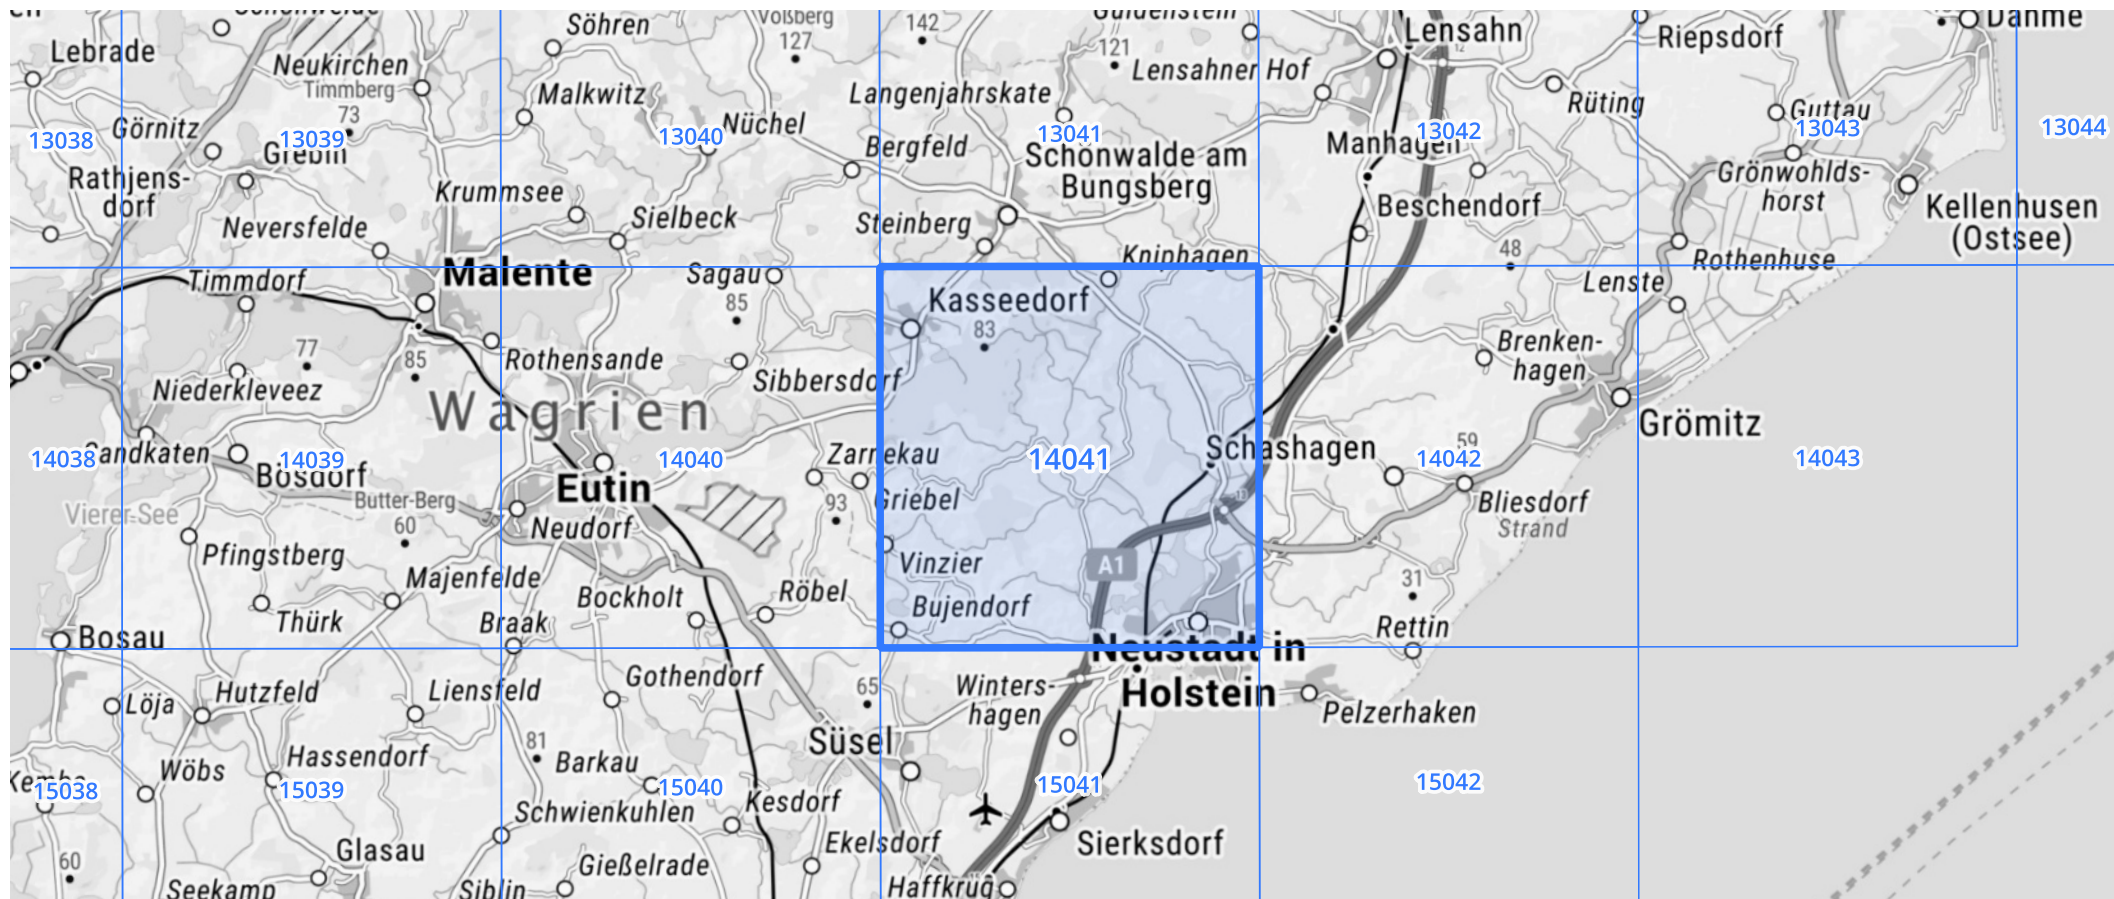 Lensahn
Riepsdorf
Dahme
Söhren
Voßberg
127
142
Lebrade
Neukirchen
Timmberg
73
Malkwitz
121
Lensahner Hof
12
Langenjahrskate
Rüting
Guttau
Görnitz
Nüchel
13038
13039
13040
13041
13042
13043
13044
Grebin
Bergfeld
Manhagen
Schönwalde am
Bungsberg
Rathjens-
dorf
Krummsee
Grönwohlds-
horst
Neversfelde
Sielbeck
Steinberg
Beschendorf
Kellenhusen
(Ostsee)
48
Kniphagen
Rothenhuse
Malente
Timmdorf
Sagau
Lenste
85
Kasseedorf
83
77
85
Rothensande
Brenken-
hagen
Niederkleveez
Sibbersdorf
Wagrien
Grömitz
Schashagen
59
Zarnekau
14038
andkaten
14039
14040
14041
14042
14043
Bösdorf
Eutin
Butter-Berg
60
Vierer See
Griebel
93
13
Bliesdorf
Strand
Neudorf
Pfingstberg
Vinzier
A1
Majenfelde
31
Röbel
Bockholt
Bujendorf
Thürk
Braak
Rettin
Bosau
Neustadt in
Holstein
Gothendorf
Winters-
hagen
65
Löja
Hutzfeld
Liensfeld
Pelzerhaken
Süsel
81
Hassendorf
Barkau
Wöbs
15038
15039
15040
15041
15042
Kesdorf
Schwienkuhlen
Ekelsdorf
Sierksdorf
Glasau
60
Gießelrade
Seekamp
Siblin
Haffkrug